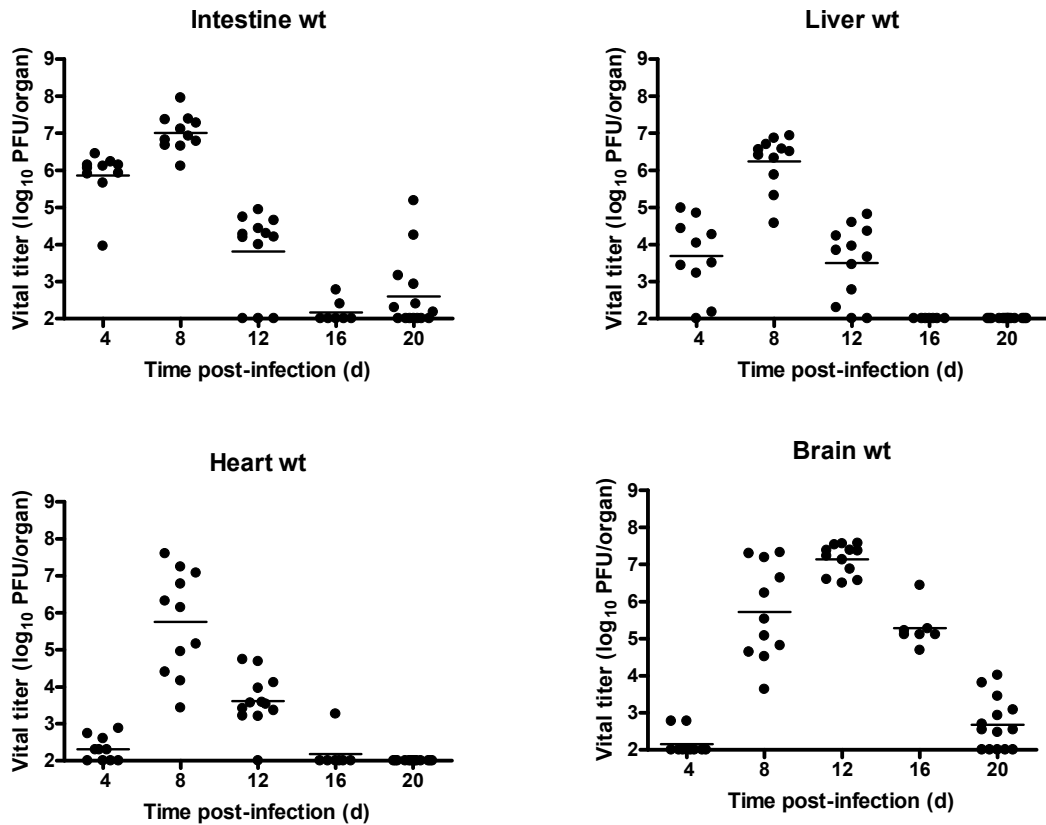 Intestine wt
Vital titer (log10 PFU/organ)
9
8
7
6
5
4
3
2
4 8 12 16 20
Time post-infection (d)
Liver wt
Vital titer (log10 PFU/organ)
9
8
7
6
5
4
3
2
4 8 12 16 20
Time post-infection (d)
Heart wt
Vital titer (log10 PFU/organ)
9
8
7
6
5
4
3
2
4 8 12 16 20
Time post-infection (d)
Brain wt
Vital titer (log10 PFU/organ)
9
8
7
6
5
4
3
2
4 8 12 16 20
Time post-infection (d)